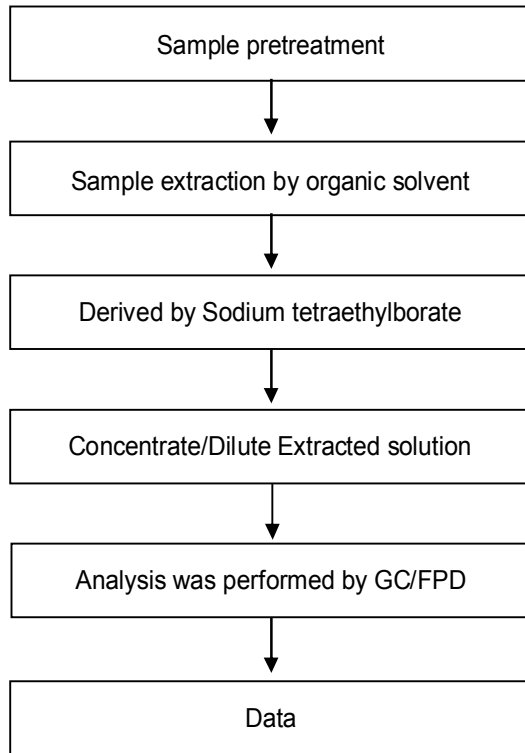 Sample pretreatment
Sample extraction by organic solvent
Derived by Sodium tetraethylborate
Concentrate/Dilute Extracted solution
Analysis was performed by GC/FPD
Data